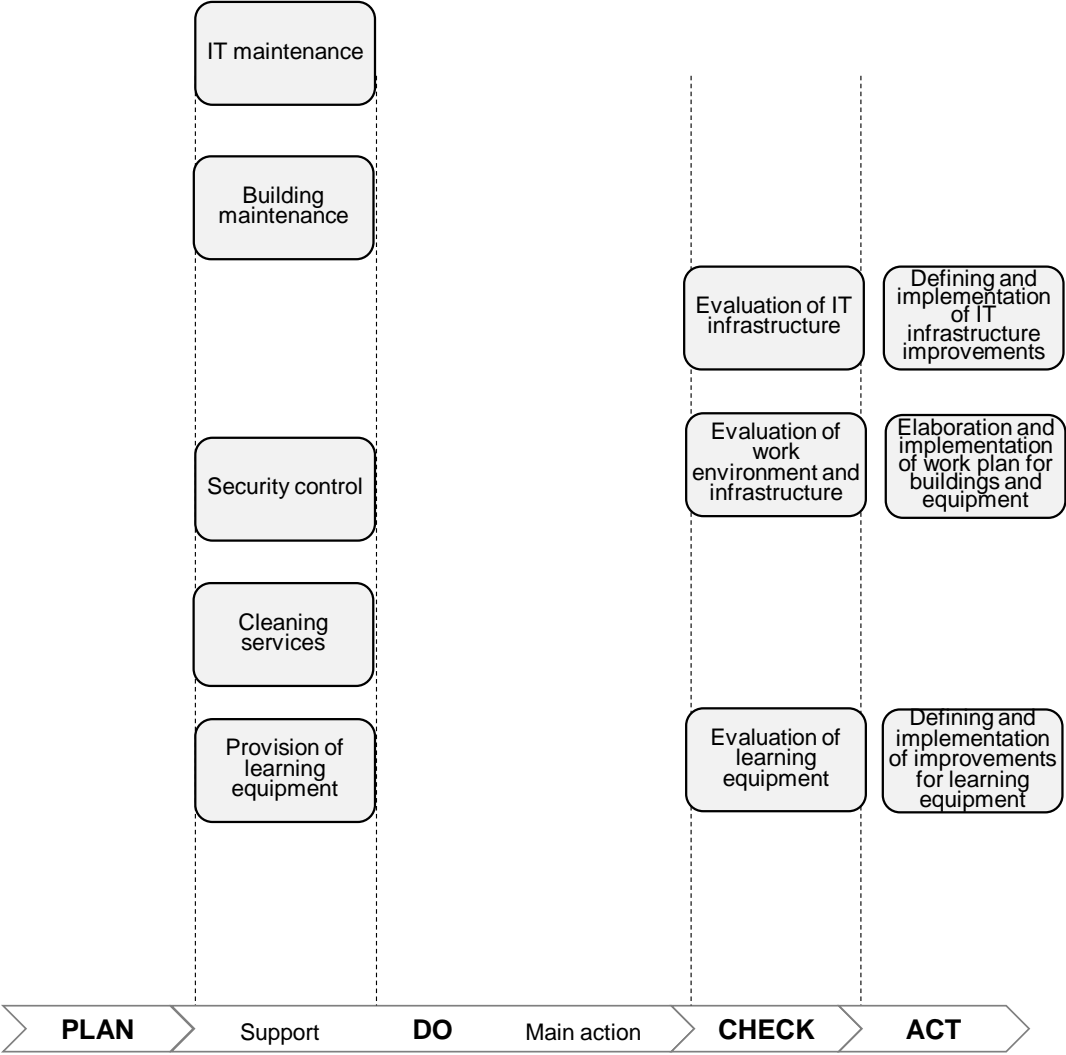 IT maintenance
Building
maintenance
Evaluation of IT
infrastructure
Defining and
implementation
of IT
infrastructure
improvements
Security control
Evaluation of
work
environment and
infrastructure
Elaboration and
implementation
of work plan for
buildings and
equipment
Cleaning
services
Provision of
learning
equipment
Evaluation of
learning
equipment
Defining and
implementation
of improvements
for learning
equipment
PLAN
Support
DO
Main action
CHECK
ACT